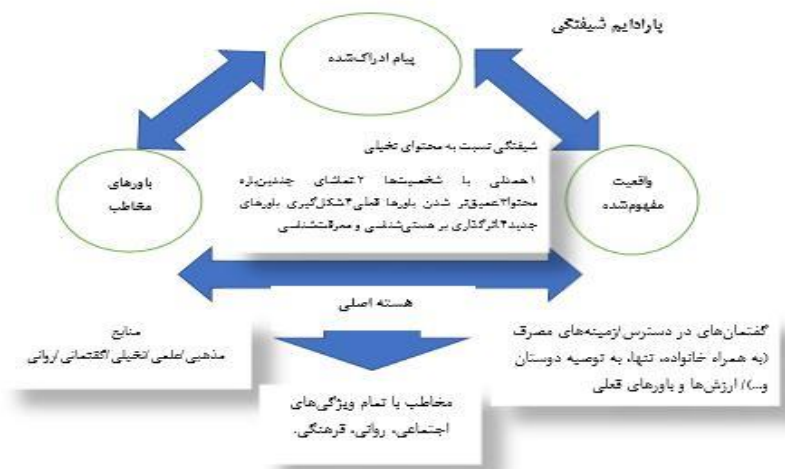 پارادایم شیفتگی
پیام ادراک‌شده
شیفتگی نسبت به محتوای تخیلی
۱همدلی با شخصیت‌ها ۲تماشای چندین‌باره
محتوا۳عمیق‌تر شدن باورها قعلی۴شکل‌گیری باورهای
جدید۴اثرگذاری بر هستی‌شناسی و معرفت‌شناسی
باورهای
مخاطب
واقعیت
مفهوم‌شده
هسته اصلی
منابع
مذهبی/علمی/تخیلی/گفتمانی/روانی
گفتمان‌های در دسترس/زمینه‌های مصرف
(به همراه خانواده، تنها، به توصیه دوستان
و...)/ ارزش‌ها و باورهای قعلی
مخاطب با تمام ویژگی‌های
اجتماعی، روانی، فرهنگی.